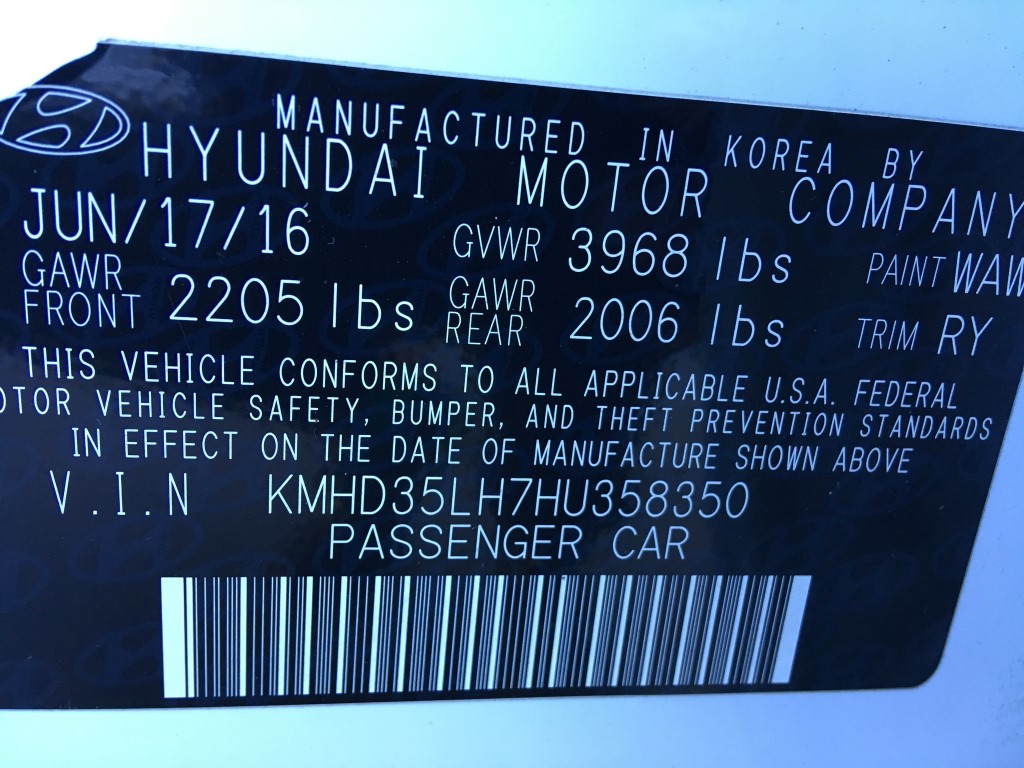 MANUFACTURED IN KOREA BY
HYUNDAI MOTOR COMPANY
JUN/17/16 GVWR 3968 lbs PAINT WAW
GAWR FRONT 2205 lbs GAWR REAR 2006 lbs TRIM RY
THIS VEHICLE CONFORMS TO ALL APPLICABLE U.S.A. FEDERAL
OTOR VEHICLE SAFETY, BUMPER, AND THEFT PREVENTION STANDARDS
IN EFFECT ON THE DATE OF MANUFACTURE SHOWN ABOVE
V.I.N KMHD35LH7HU358350
PASSENGER CAR